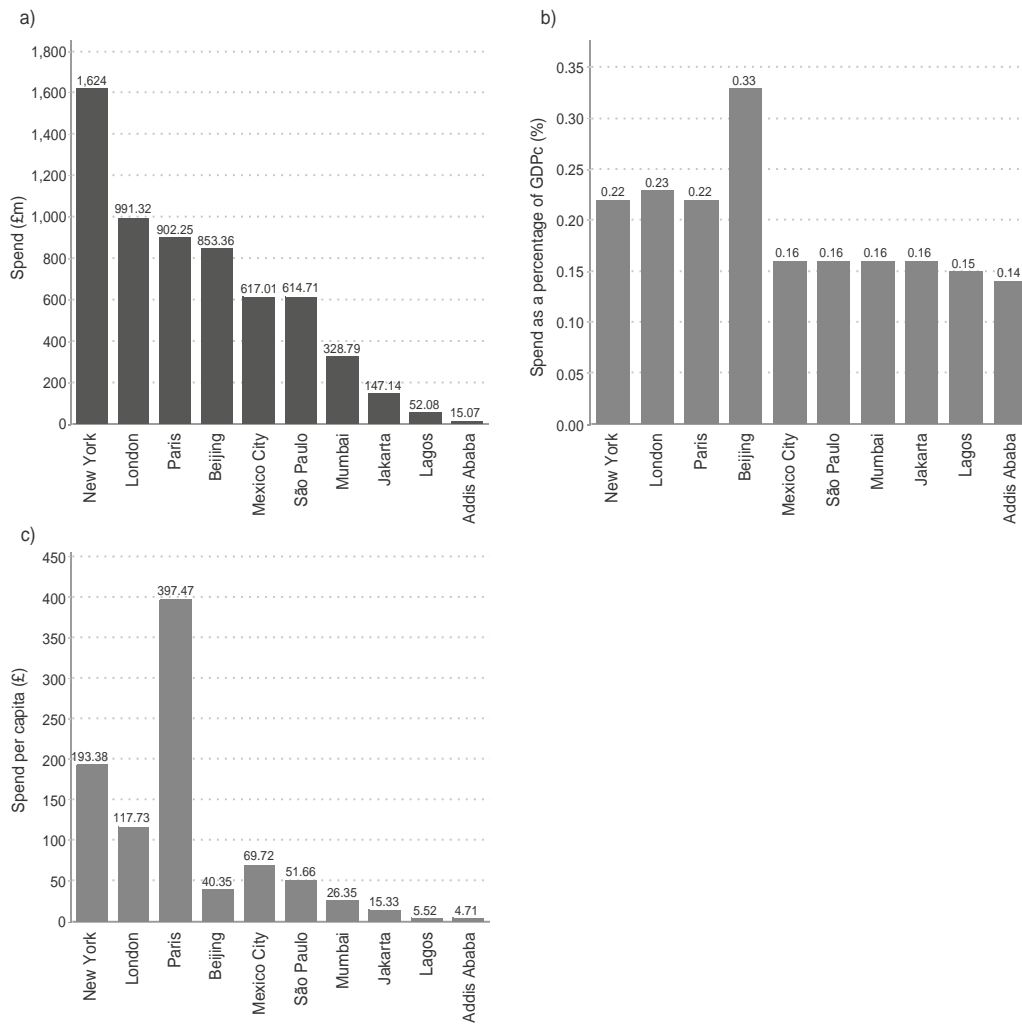 a)
Spend (£m)
1,800
1,600
1,400
1,200
1,000
800
600
400
200
0
1,624
991.32
902.25
853.36
617.01
614.71
328.79
147.14
52.08
15.07
New York
London
Paris
Beijing
Mexico City
São Paulo
Mumbai
Jakarta
Lagos
Addis Ababa
b)
Spend as a percentage of GDPc (%)
0.35
0.30
0.25
0.20
0.15
0.10
0.05
0.00
0.22
0.23
0.22
0.33
0.16
0.16
0.16
0.16
0.15
0.14
New York
London
Paris
Beijing
Mexico City
São Paulo
Mumbai
Jakarta
Lagos
Addis Ababa
c)
Spend per capita (£)
450
400
350
300
250
200
150
100
50
0
193.38
117.73
397.47
40.35
69.72
51.66
26.35
15.33
5.52
4.71
New York
London
Paris
Beijing
Mexico City
São Paulo
Mumbai
Jakarta
Lagos
Addis Ababa